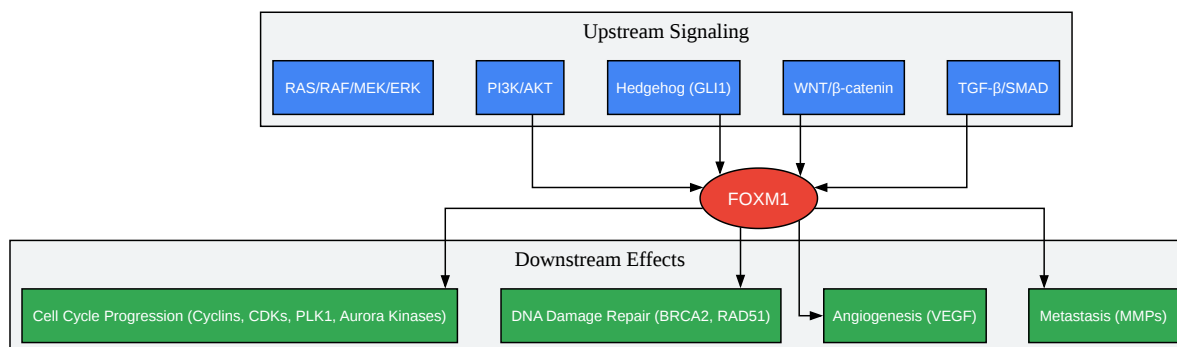 Upstream Signaling
RAS/RAF/MEK/ERK
PI3K/AKT
Hedgehog (GLI1)
WNT/β-catenin
TGF-β/SMAD
FOXM1
Downstream Effects
Cell Cycle Progression (Cyclins, CDKs, PLK1, Aurora Kinases)
DNA Damage Repair (BRCA2, RAD51)
Angiogenesis (VEGF)
Metastasis (MMPs)